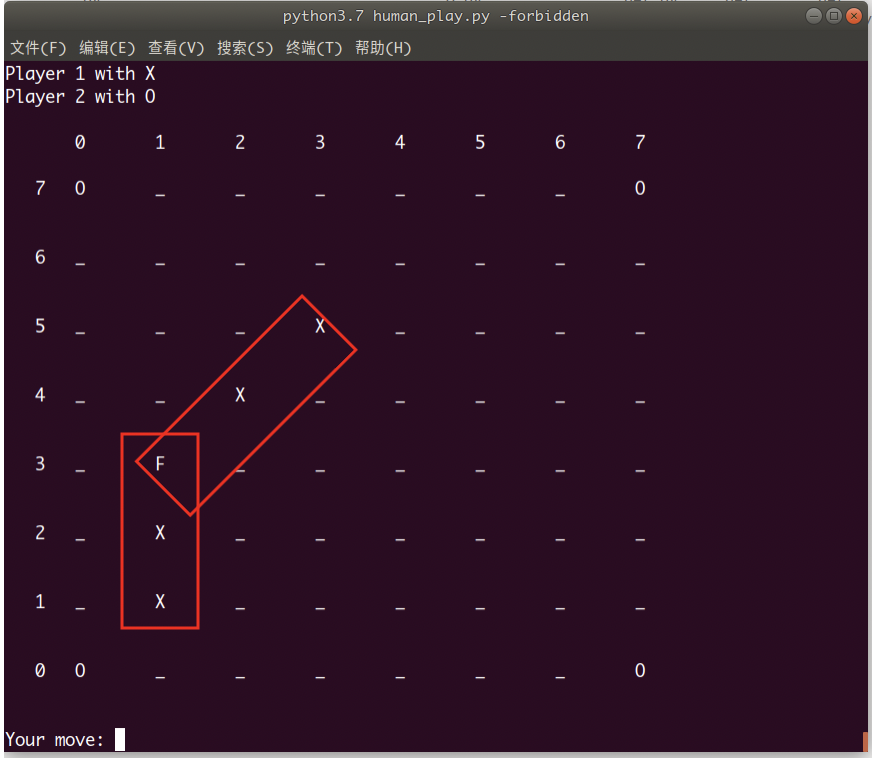 python3.7 human_play.py -forbidden
文件(F) 编辑(E) 查看(V) 搜索(S) 终端(T) 帮助(H)
Player 1 with X
Player 2 with O
0 1 2 3 4 5 6 7
7 O _ _ _ _ _ _ O
6 _ _ _ _ _ _ _ _
5 _ _ _ X _ _ _ _
4 _ _ X _ _ _ _ _
3 _ F _ _ _ _ _ _
2 _ X _ _ _ _ _ _
1 _ X _ _ _ _ _ _
0 O _ _ _ _ _ _ O
Your move: